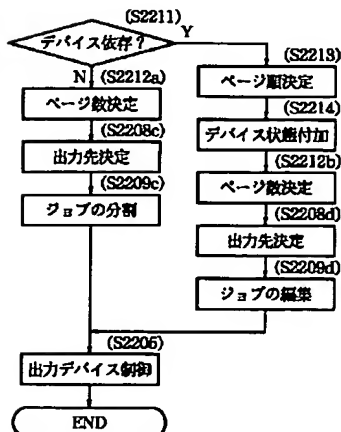 (S2211)
デバイス依存？
Y
N
(S2212a)
ページ数決定
(S2208c)
出力先決定
(S2209c)
ジョブの分割
(S2213)
ページ順決定
(S2214)
デバイス状態付加
(S2212b)
ページ数決定
(S2208d)
出力先決定
(S2209d)
ジョブの編集
(S2206)
出力デバイス制御
END